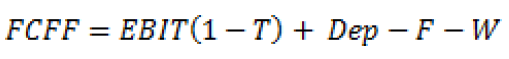 FCFF = EBIT(1 − T) + Dep − F − W